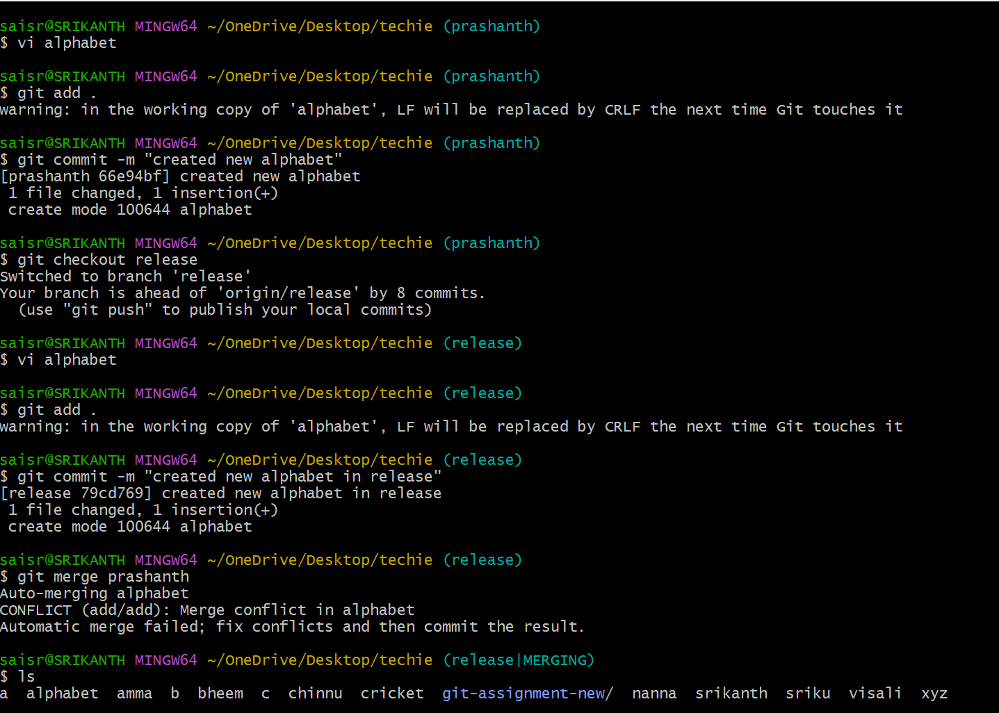 saisr@SRIKANTH MINGW64 ~/OneDrive/Desktop/techie (prashanth)
$ vi alphabet
saisr@SRIKANTH MINGW64 ~/OneDrive/Desktop/techie (prashanth)
$ git add .
warning: in the working copy of 'alphabet', LF will be replaced by CRLF the next time Git touches it
saisr@SRIKANTH MINGW64 ~/OneDrive/Desktop/techie (prashanth)
$ git commit -m "created new alphabet"
[prashanth 66e94bf] created new alphabet
 1 file changed, 1 insertion(+)
 create mode 100644 alphabet
saisr@SRIKANTH MINGW64 ~/OneDrive/Desktop/techie (prashanth)
$ git checkout release
Switched to branch 'release'
Your branch is ahead of 'origin/release' by 8 commits.
  (use "git push" to publish your local commits)
saisr@SRIKANTH MINGW64 ~/OneDrive/Desktop/techie (release)
$ vi alphabet
saisr@SRIKANTH MINGW64 ~/OneDrive/Desktop/techie (release)
$ git add .
warning: in the working copy of 'alphabet', LF will be replaced by CRLF the next time Git touches it
saisr@SRIKANTH MINGW64 ~/OneDrive/Desktop/techie (release)
$ git commit -m "created new alphabet in release"
[release 79cd769] created new alphabet in release
 1 file changed, 1 insertion(+)
 create mode 100644 alphabet
saisr@SRIKANTH MINGW64 ~/OneDrive/Desktop/techie (release)
$ git merge prashanth
Auto-merging alphabet
CONFLICT (add/add): Merge conflict in alphabet
Automatic merge failed; fix conflicts and then commit the result.
saisr@SRIKANTH MINGW64 ~/OneDrive/Desktop/techie (release|MERGING)
$ ls
a  alphabet  amma  b  bheem  c  chinnu  cricket  git-assignment-new/  nanna  srikanth  sriku  visali  xyz